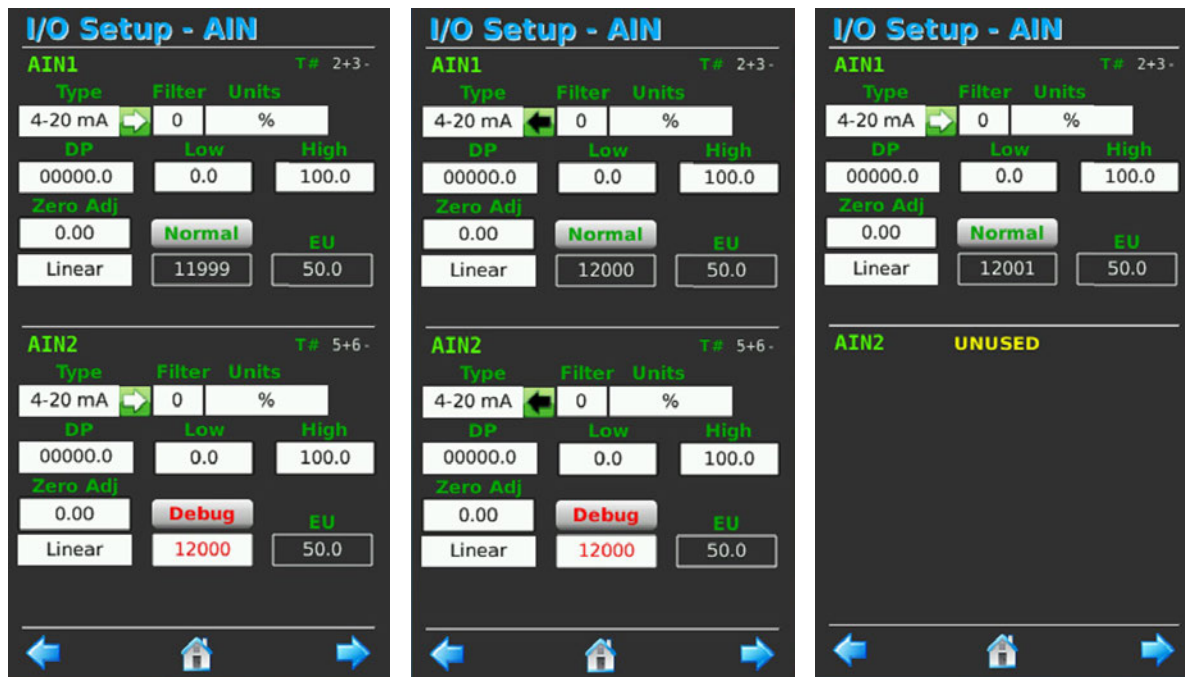 I/O Setup - AIN
AIN1 T# 2+3-
Type Filter Units
4-20 mA 0 %
DP Low High
00000.0 0.0 100.0
Zero Adj
0.00 Normal EU
Linear 11999 50.0
AIN2 T# 5+6-
Type Filter Units
4-20 mA 0 %
DP Low High
00000.0 0.0 100.0
Zero Adj
0.00 Debug EU
Linear 12000 50.0
I/O Setup - AIN
AIN1 T# 2+3-
Type Filter Units
4-20 mA 0 %
DP Low High
00000.0 0.0 100.0
Zero Adj
0.00 Normal EU
Linear 12000 50.0
AIN2 T# 5+6-
Type Filter Units
4-20 mA 0 %
DP Low High
00000.0 0.0 100.0
Zero Adj
0.00 Debug EU
Linear 12000 50.0
I/O Setup - AIN
AIN1 T# 2+3-
Type Filter Units
4-20 mA 0 %
DP Low High
00000.0 0.0 100.0
Zero Adj
0.00 Normal EU
Linear 12001 50.0
AIN2 UNUSED